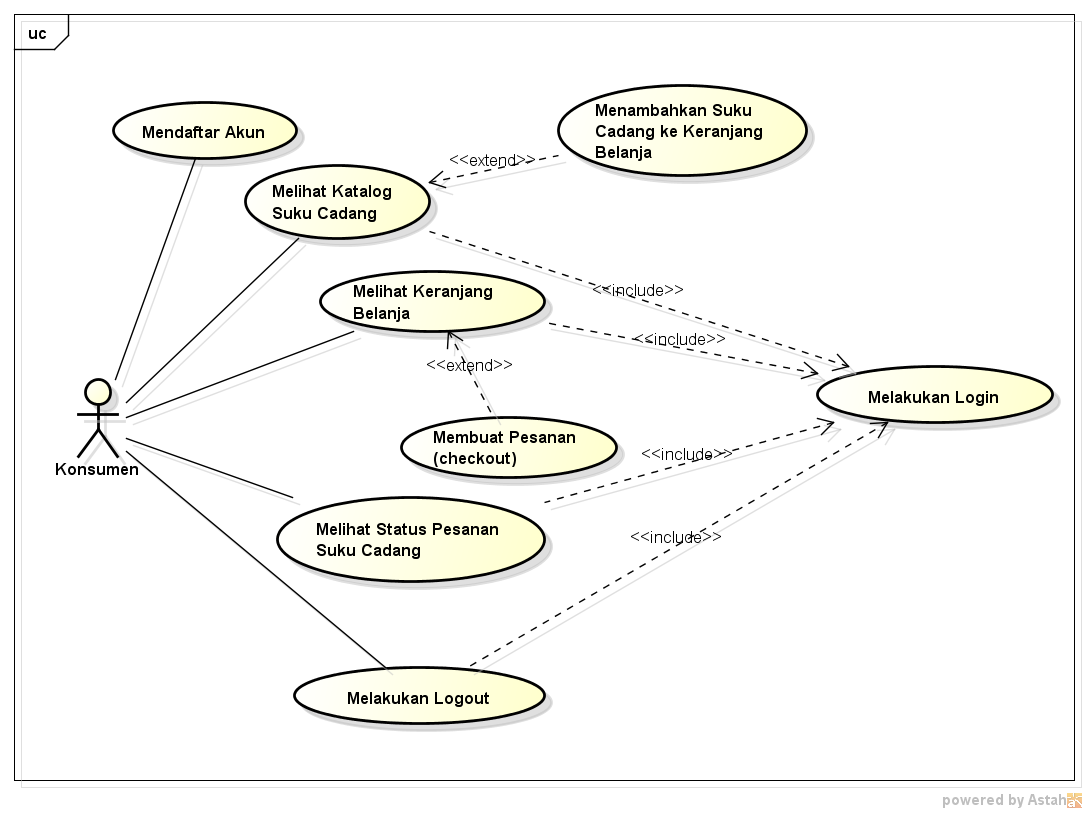 uc
Mendaftar Akun
Menambahkan Suku
Cadang ke Keranjang
Belanja
<<extend>>
Melihat Katalog
Suku Cadang
<<include>>
Melihat Keranjang
Belanja
<<include>>
<<extend>>
Melakukan Login
Konsumen
Membuat Pesanan
(checkout)
<<include>>
Melihat Status Pesanan
Suku Cadang
<<include>>
Melakukan Logout
powered by Astah